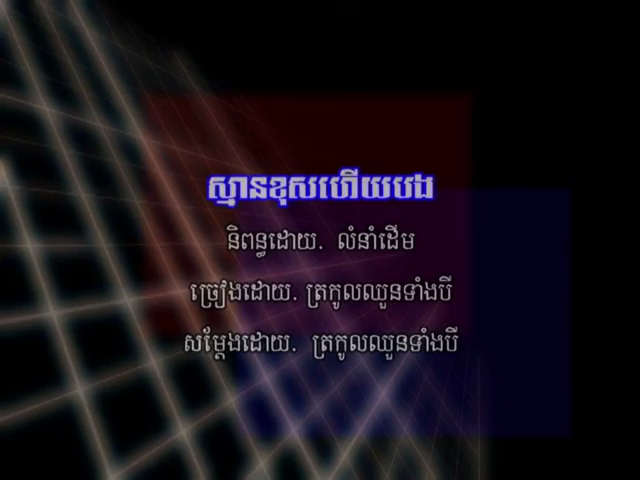 ស្មានខុសហើយបង
និពន្ធដោយ. លំនាំដើម
ច្រៀងដោយ. ត្រកូលឈួនទាំងបី
សម្ដែងដោយ. ត្រកូលឈួនទាំងបី